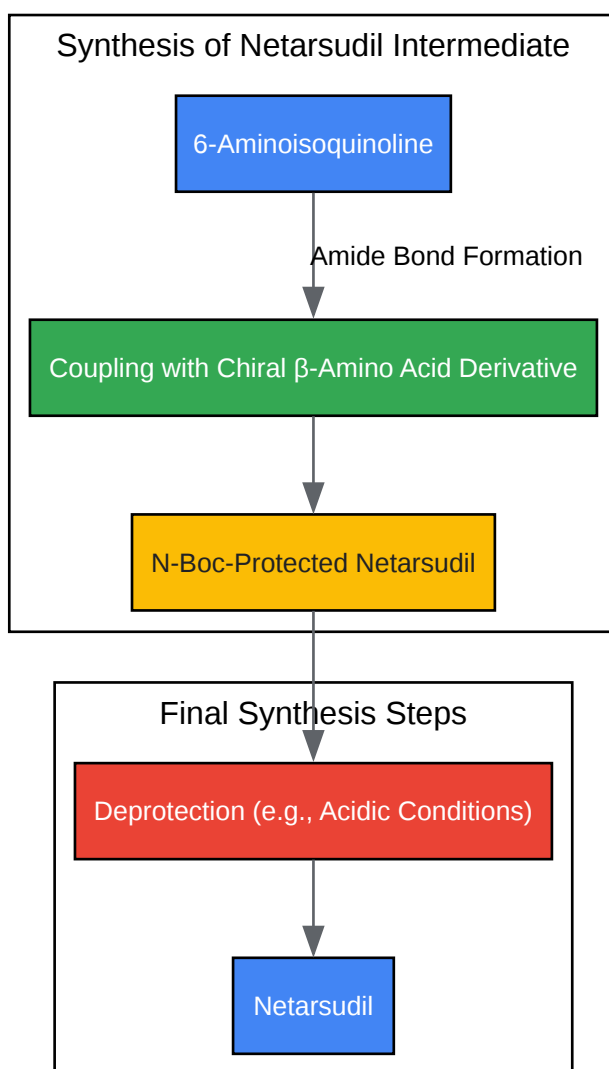 Synthesis of Netarsudil Intermediate
6-Aminoisoquinoline
Amide Bond Formation
Coupling with Chiral β-Amino Acid Derivative
N-Boc-Protected Netarsudil
Final Synthesis Steps
Deprotection (e.g., Acidic Conditions)
Netarsudil